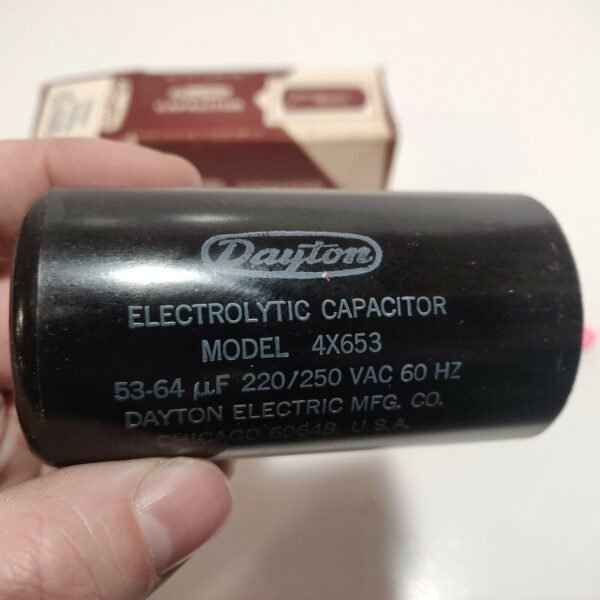 Dayton
ELECTROLYTIC CAPACITOR
MODEL 4X653
53-64 µF 220/250 VAC 60 HZ
DAYTON ELECTRIC MFG. CO.
CHICAGO 60648, U.S.A.